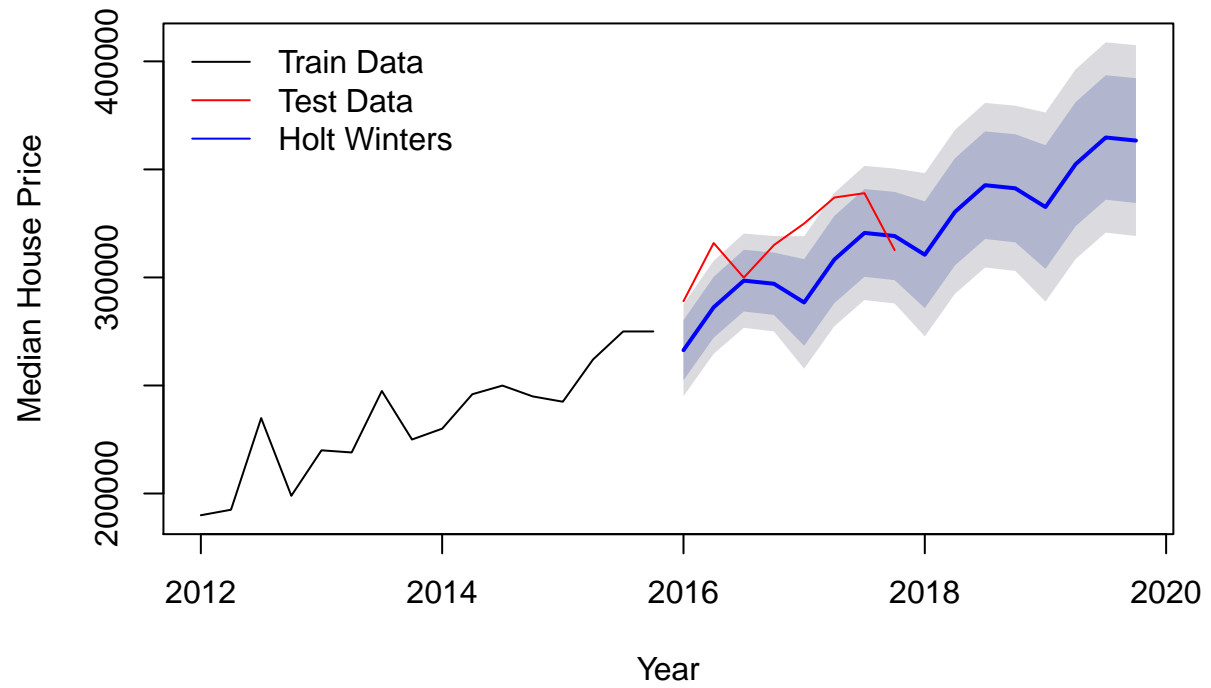 Train Data
Test Data
Holt Winters
400000
300000
200000
Median House Price
2012 2014 2016 2018 2020
Year